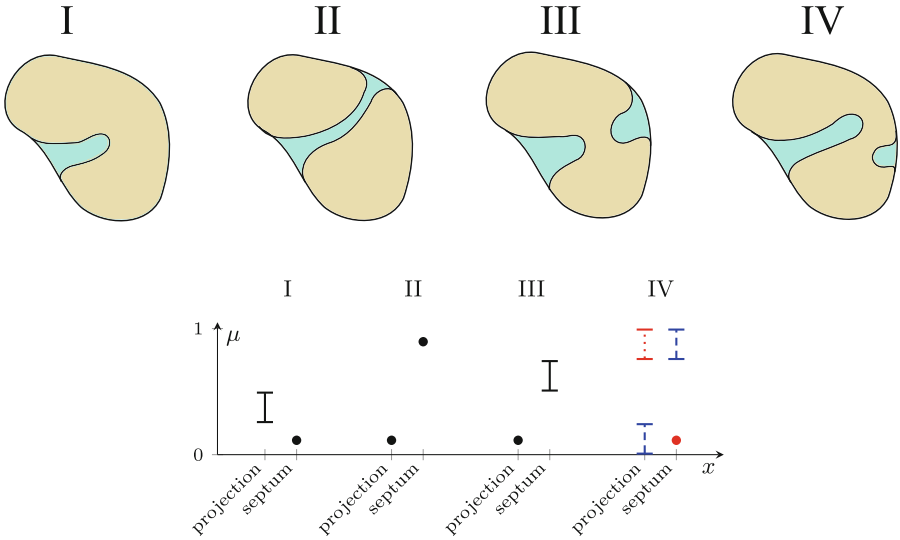 I II III IV
I II III IV
1 μ
0
x
projection septum projection septum projection septum projection septum